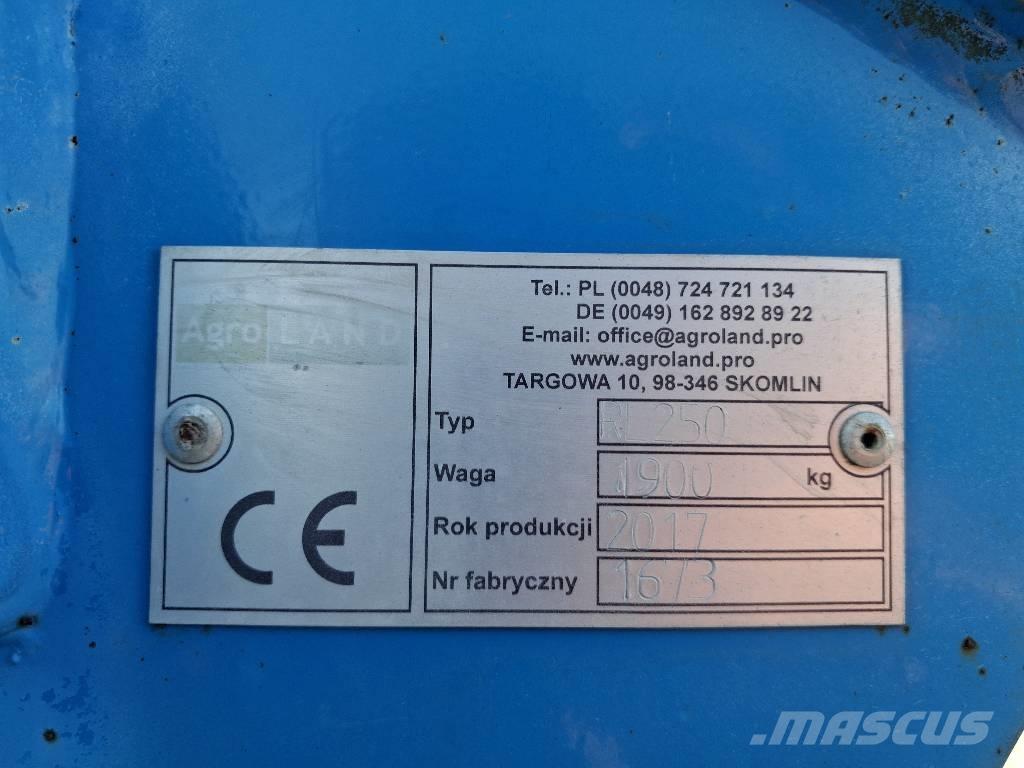 Agro LAND
CE
Tel.: PL (0048) 724 721 134
DE (0049) 162 892 89 22
E-mail: office@agroland.pro
www.agroland.pro
TARGOWA 10, 98-346 SKOMLIN
Typ RL 250
Waga 1900 kg
Rok produkcji 2017
Nr fabryczny 1673
MASCUS